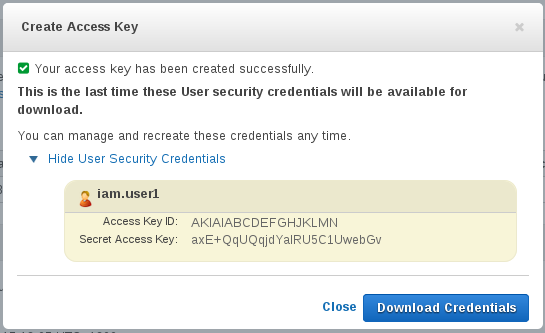 Create Access Key
Your access key has been created successfully.
This is the last time these User security credentials will be available for
download.
You can manage and recreate these credentials any time.
Hide User Security Credentials
iam.user1
Access Key ID: AKIAIABCDEFGHJKLMN
Secret Access Key: axE+QqUQqjdYalRU5C1UwebGv
Close Download Credentials